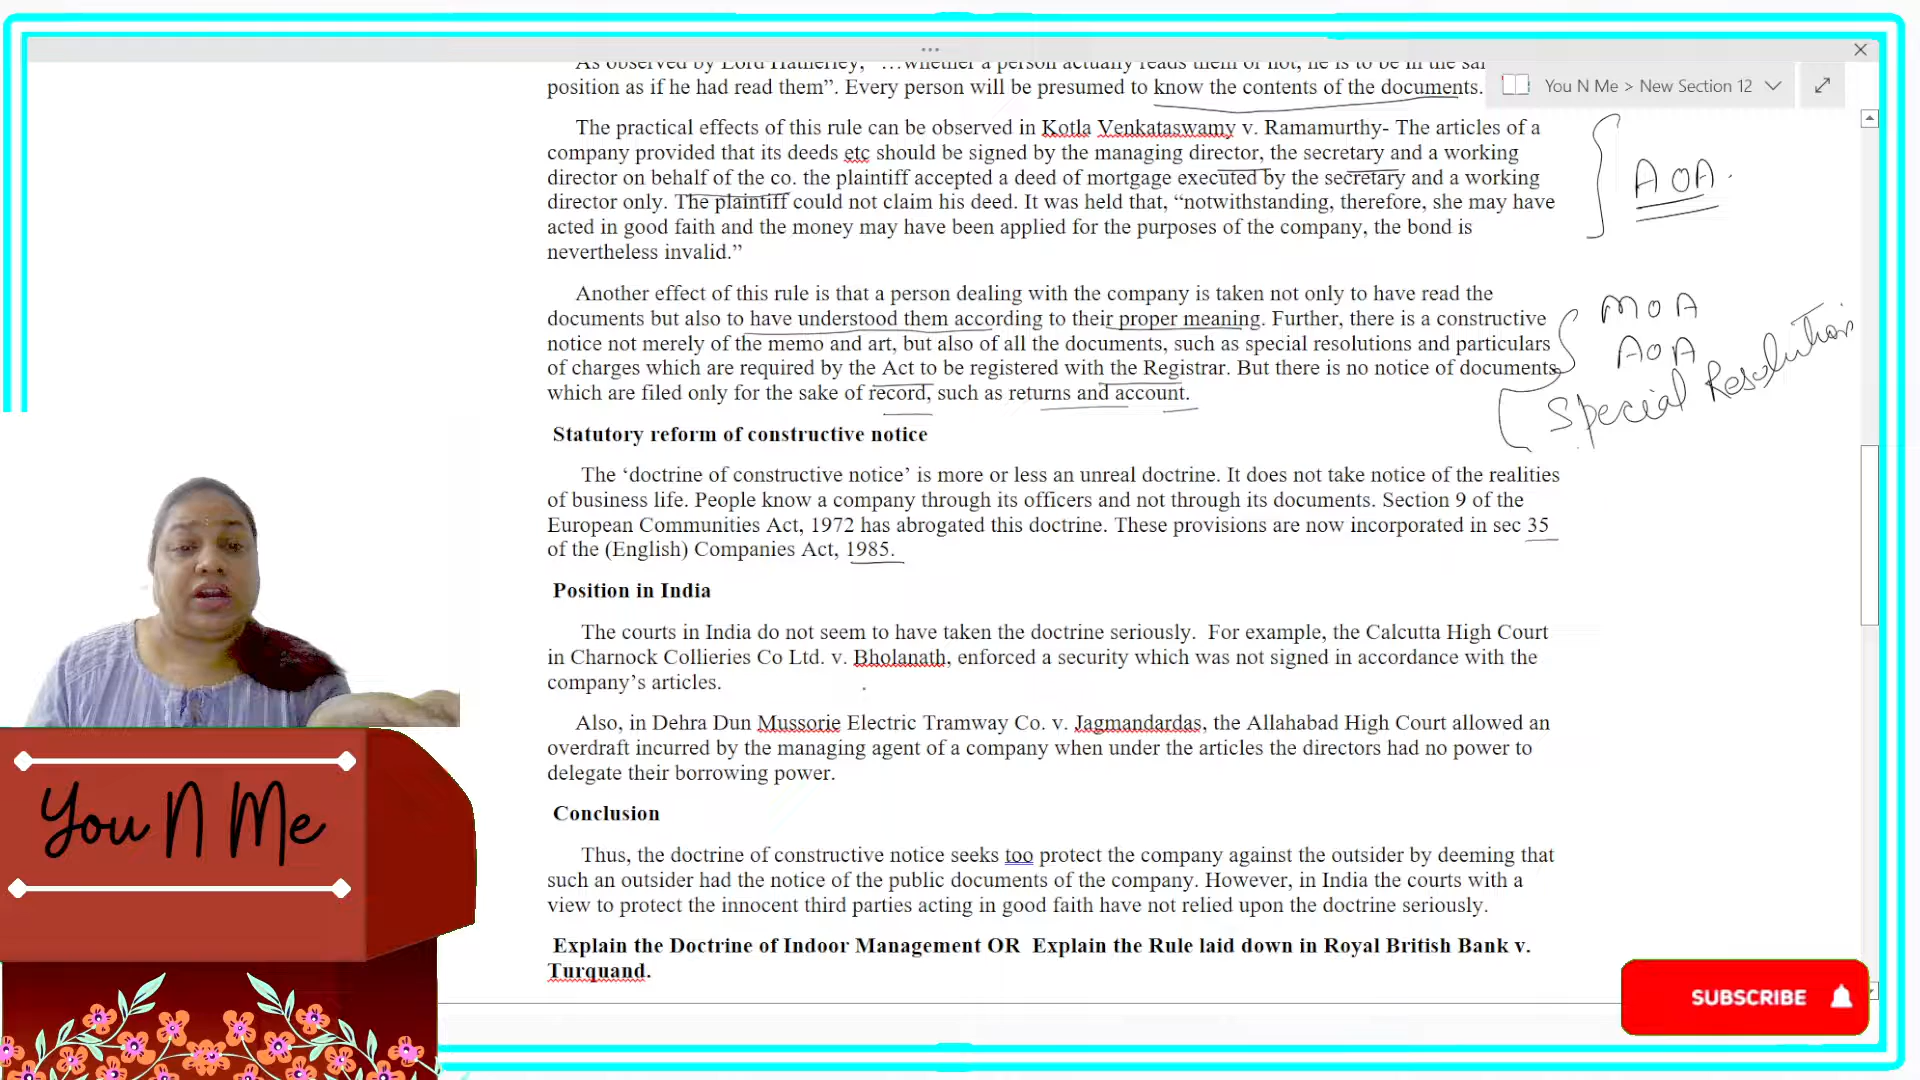 As observed by Lord Hatherley, “…whether a person actually reads them or not, he is to be in the sa
position as if he had read them”. Every person will be presumed to know the contents of the documents.
You N Me > New Section 12
The practical effects of this rule can be observed in Kotla Venkataswamy v. Ramamurthy- The articles of a
company provided that its deeds etc should be signed by the managing director, the secretary and a working
director on behalf of the co. the plaintiff accepted a deed of mortgage executed by the secretary and a working
director only. The plaintiff could not claim his deed. It was held that, “notwithstanding, therefore, she may have
acted in good faith and the money may have been applied for the purposes of the company, the bond is
nevertheless invalid.”
AOA.
Another effect of this rule is that a person dealing with the company is taken not only to have read the
documents but also to have understood them according to their proper meaning. Further, there is a constructive
notice not merely of the memo and art, but also of all the documents, such as special resolutions and particulars
of charges which are required by the Act to be registered with the Registrar. But there is no notice of documents
which are filed only for the sake of record, such as returns and account.
MOA
AOA
Special Resolution
Statutory reform of constructive notice
The ‘doctrine of constructive notice’ is more or less an unreal doctrine. It does not take notice of the realities
of business life. People know a company through its officers and not through its documents. Section 9 of the
European Communities Act, 1972 has abrogated this doctrine. These provisions are now incorporated in sec 35
of the (English) Companies Act, 1985.
Position in India
The courts in India do not seem to have taken the doctrine seriously. For example, the Calcutta High Court
in Charnock Collieries Co Ltd. v. Bholanath, enforced a security which was not signed in accordance with the
company’s articles.
Also, in Dehra Dun Mussorie Electric Tramway Co. v. Jagmandardas, the Allahabad High Court allowed an
overdraft incurred by the managing agent of a company when under the articles the directors had no power to
delegate their borrowing power.
Conclusion
Thus, the doctrine of constructive notice seeks too protect the company against the outsider by deeming that
such an outsider had the notice of the public documents of the company. However, in India the courts with a
view to protect the innocent third parties acting in good faith have not relied upon the doctrine seriously.
Explain the Doctrine of Indoor Management OR Explain the Rule laid down in Royal British Bank v.
Turquand.
You N Me
SUBSCRIBE